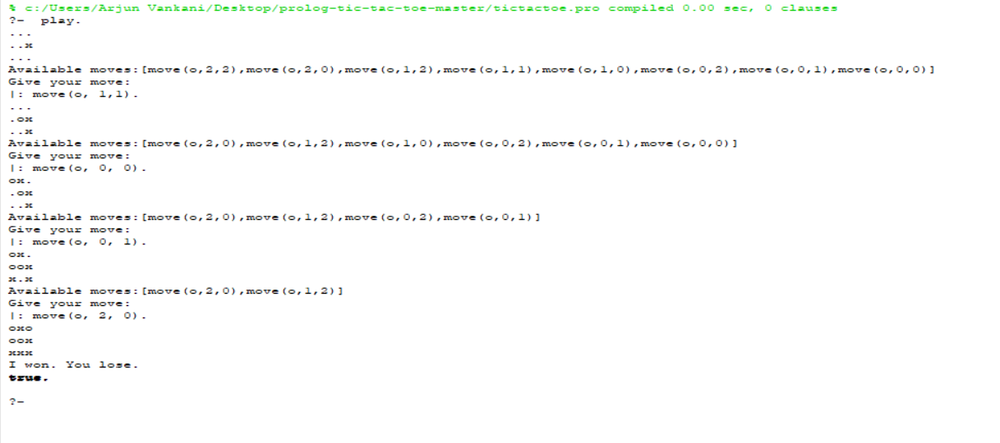 % c:/Users/Arjun Vankani/Desktop/prolog-tic-tac-toe-master/tictactoe.pro compiled 0.00 sec, 0 clauses
?-  play.
...
..x
...
Available moves:[move(o,2,2),move(o,2,0),move(o,1,2),move(o,1,1),move(o,1,0),move(o,0,2),move(o,0,1),move(o,0,0)]
Give your move:
|: move(o, 1,1).
...
.ox
..x
Available moves:[move(o,2,0),move(o,1,2),move(o,1,0),move(o,0,2),move(o,0,1),move(o,0,0)]
Give your move:
|: move(o, 0, 0).
ox.
.ox
..x
Available moves:[move(o,2,0),move(o,1,2),move(o,0,2),move(o,0,1)]
Give your move:
|: move(o, 0, 1).
ox.
oox
x.x
Available moves:[move(o,2,0),move(o,1,2)]
Give your move:
|: move(o, 2, 0).
oxo
oox
xxx
I won. You lose.
true.
?-